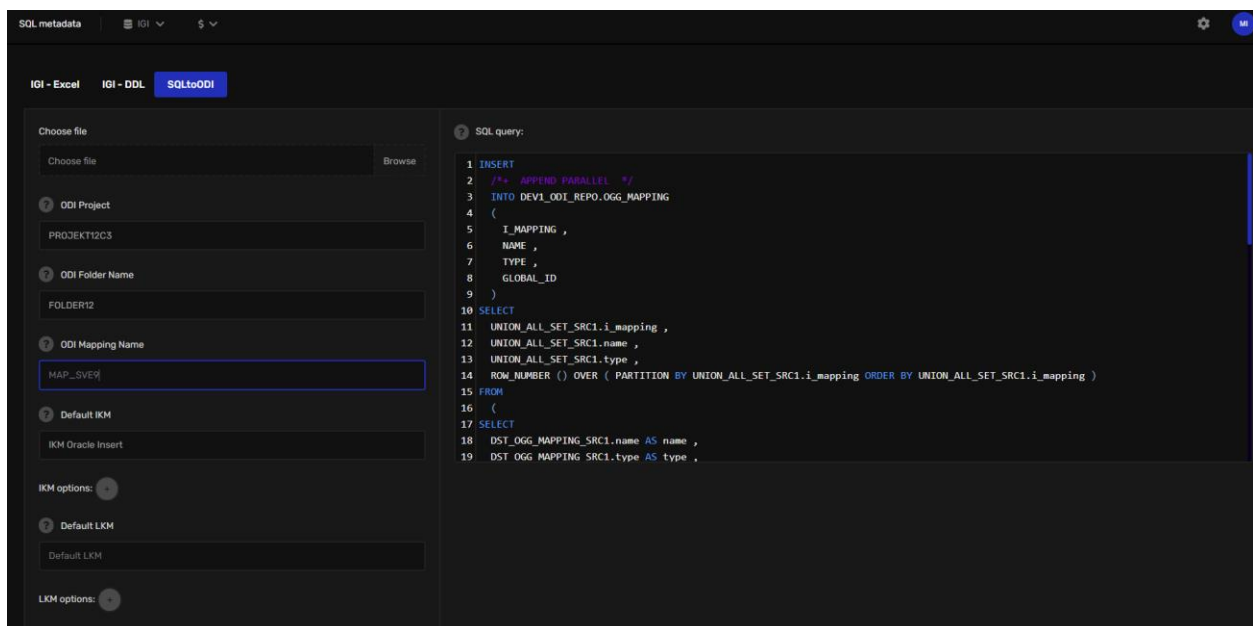 SQL metadata IGI $ MI
IGI - Excel IGI - DDL SQLtoODI
Choose file
Choose file Browse
? ODI Project
PROJEKT12C3
? ODI Folder Name
FOLDER12
? ODI Mapping Name
MAP_SVE9
? Default IKM
IKM Oracle Insert
IKM options: +
? Default LKM
Default LKM
LKM options: +
? SQL query:
1 INSERT
2 /*+ APPEND PARALLEL */
3 INTO DEV1_ODI_REPO.OGG_MAPPING
4 (
5 I_MAPPING ,
6 NAME ,
7 TYPE ,
8 GLOBAL_ID
9 )
10 SELECT
11 UNION_ALL_SET_SRC1.i_mapping ,
12 UNION_ALL_SET_SRC1.name ,
13 UNION_ALL_SET_SRC1.type ,
14 ROW_NUMBER () OVER ( PARTITION BY UNION_ALL_SET_SRC1.i_mapping ORDER BY UNION_ALL_SET_SRC1.i_mapping )
15 FROM
16 (
17 SELECT
18 DST_OGG_MAPPING_SRC1.name AS name ,
19 DST_OGG_MAPPING_SRC1.type AS type ,